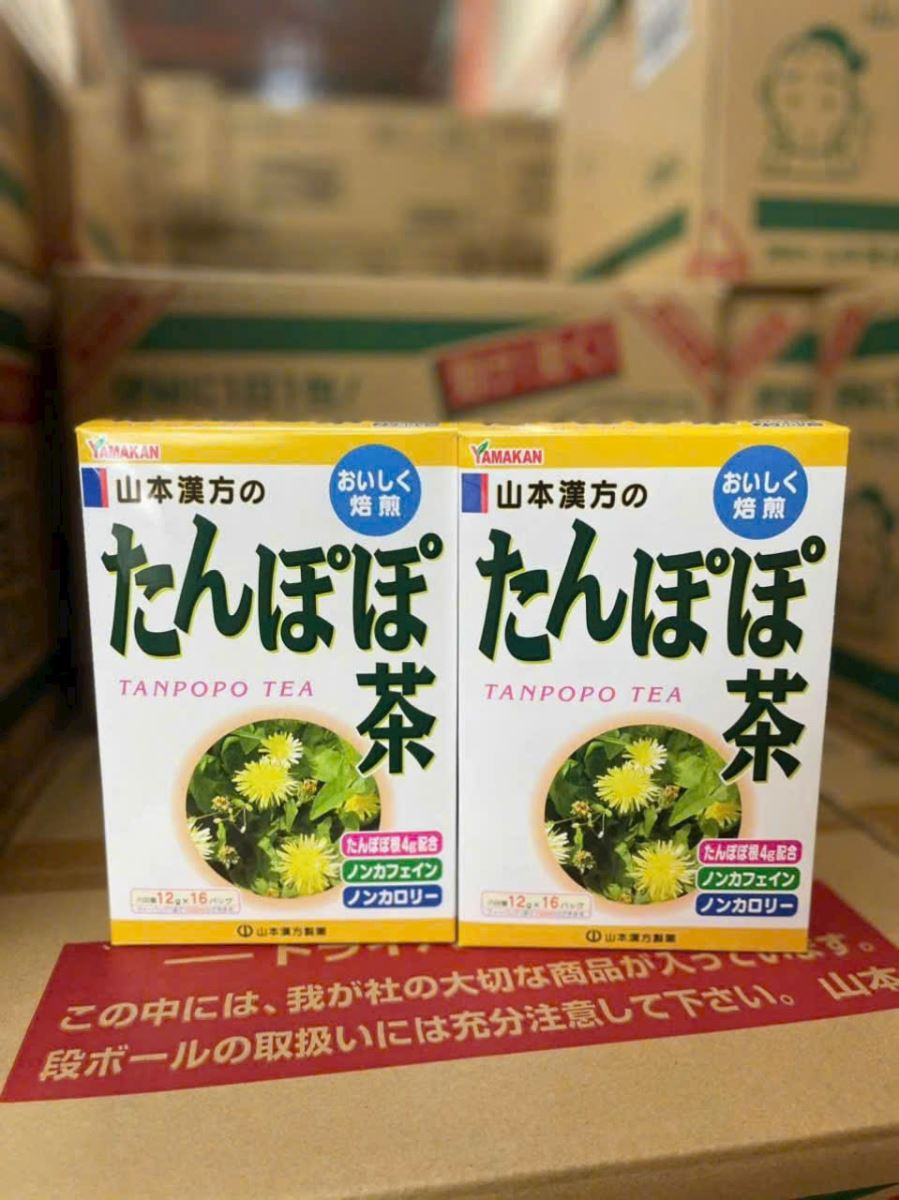 YAMAKAN
山本漢方の
おいしく
焙煎
たんぽぽ
茶
TANPOPO TEA
たんぽぽ根4g配合
ノンカフェイン
ノンカロリー
12g×16パック
山本漢方製薬
YAMAKAN
山本漢方の
おいしく
焙煎
たんぽぽ
茶
TANPOPO TEA
たんぽぽ根4g配合
ノンカフェイン
ノンカロリー
12g×16パック
山本漢方製薬
この中には、我が社の大切な商品が入っています。
段ボールの取扱いには充分注意して下さい。 山本